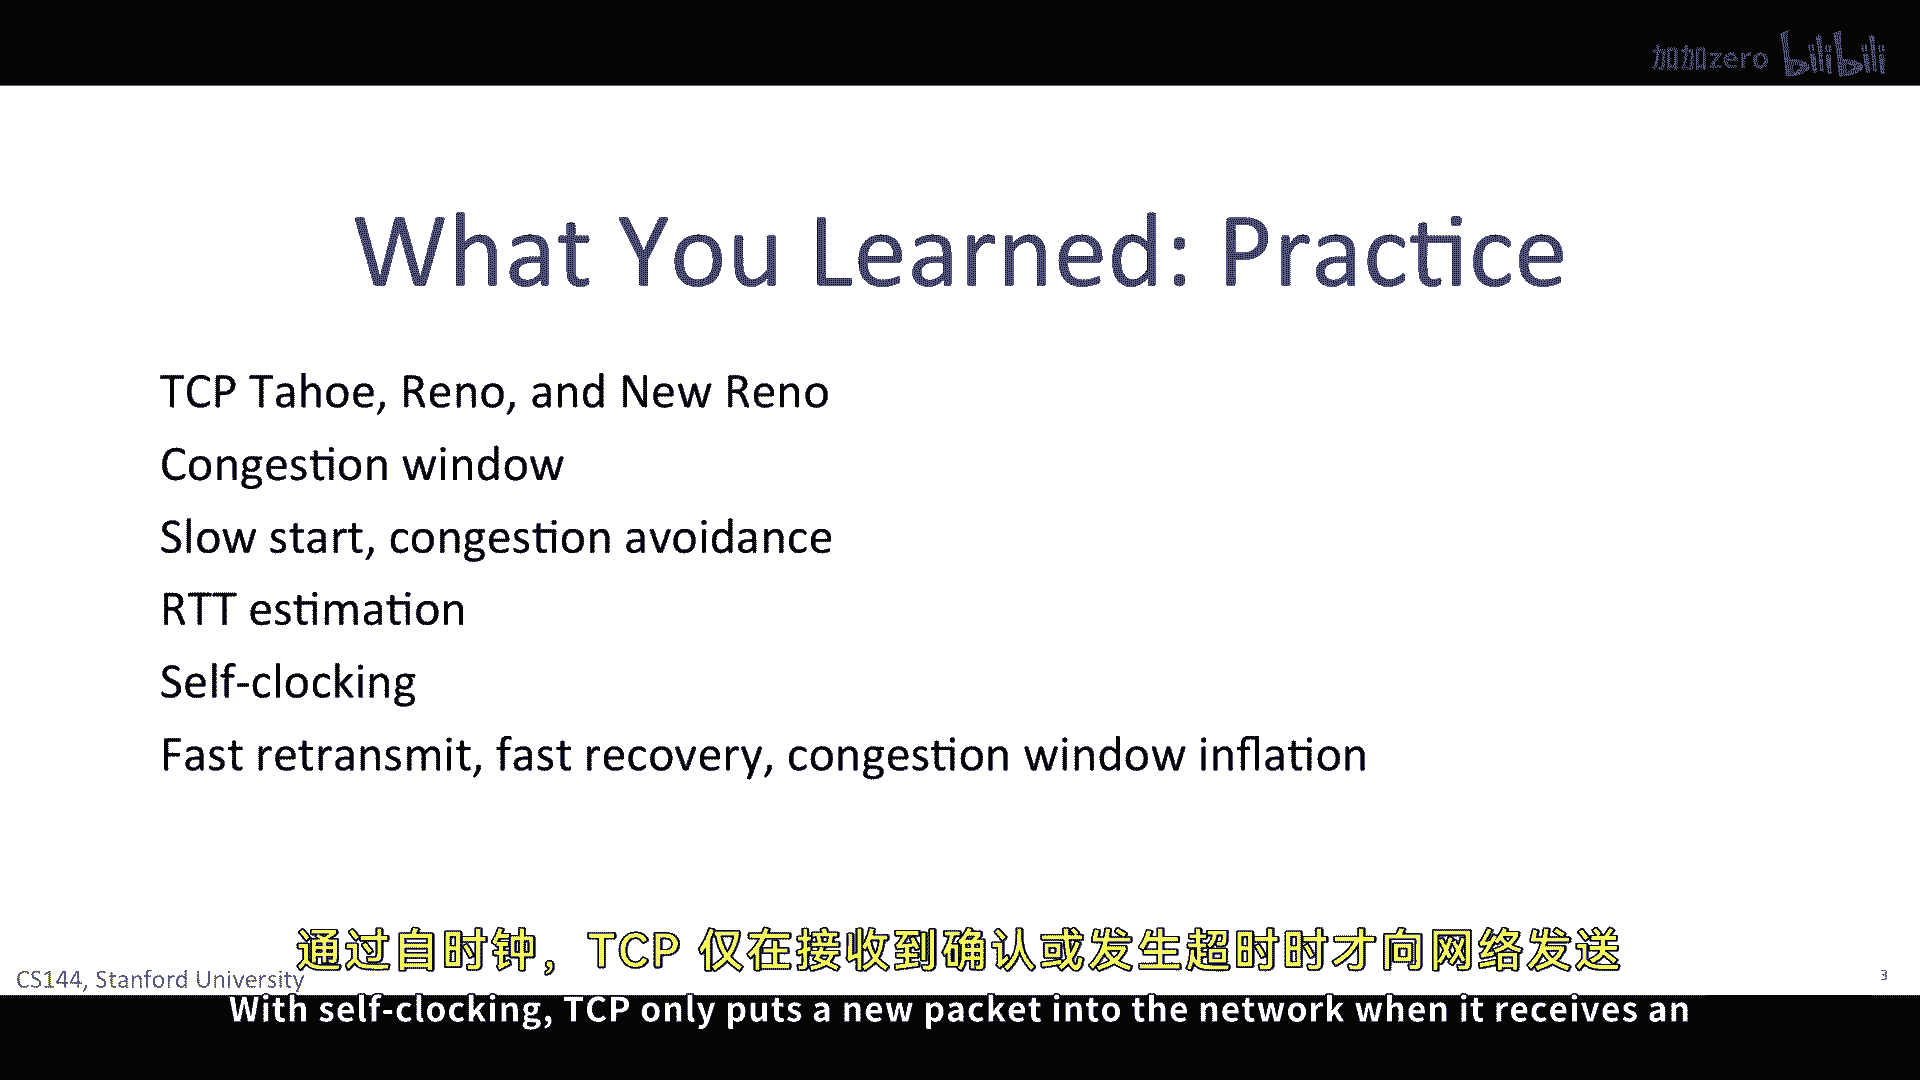 加加zero bilibili
What You Learned: Practice
TCP Tahoe, Reno, and New Reno
Congestion window
Slow start, congestion avoidance
RTT estimation
Self-clocking
Fast retransmit, fast recovery, congestion window inflation
通过自时钟，TCP 仅在接收到确认或发生超时时才向网络发送
CS144, Stanford University
3
With self-clocking, TCP only puts a new packet into the network when it receives an